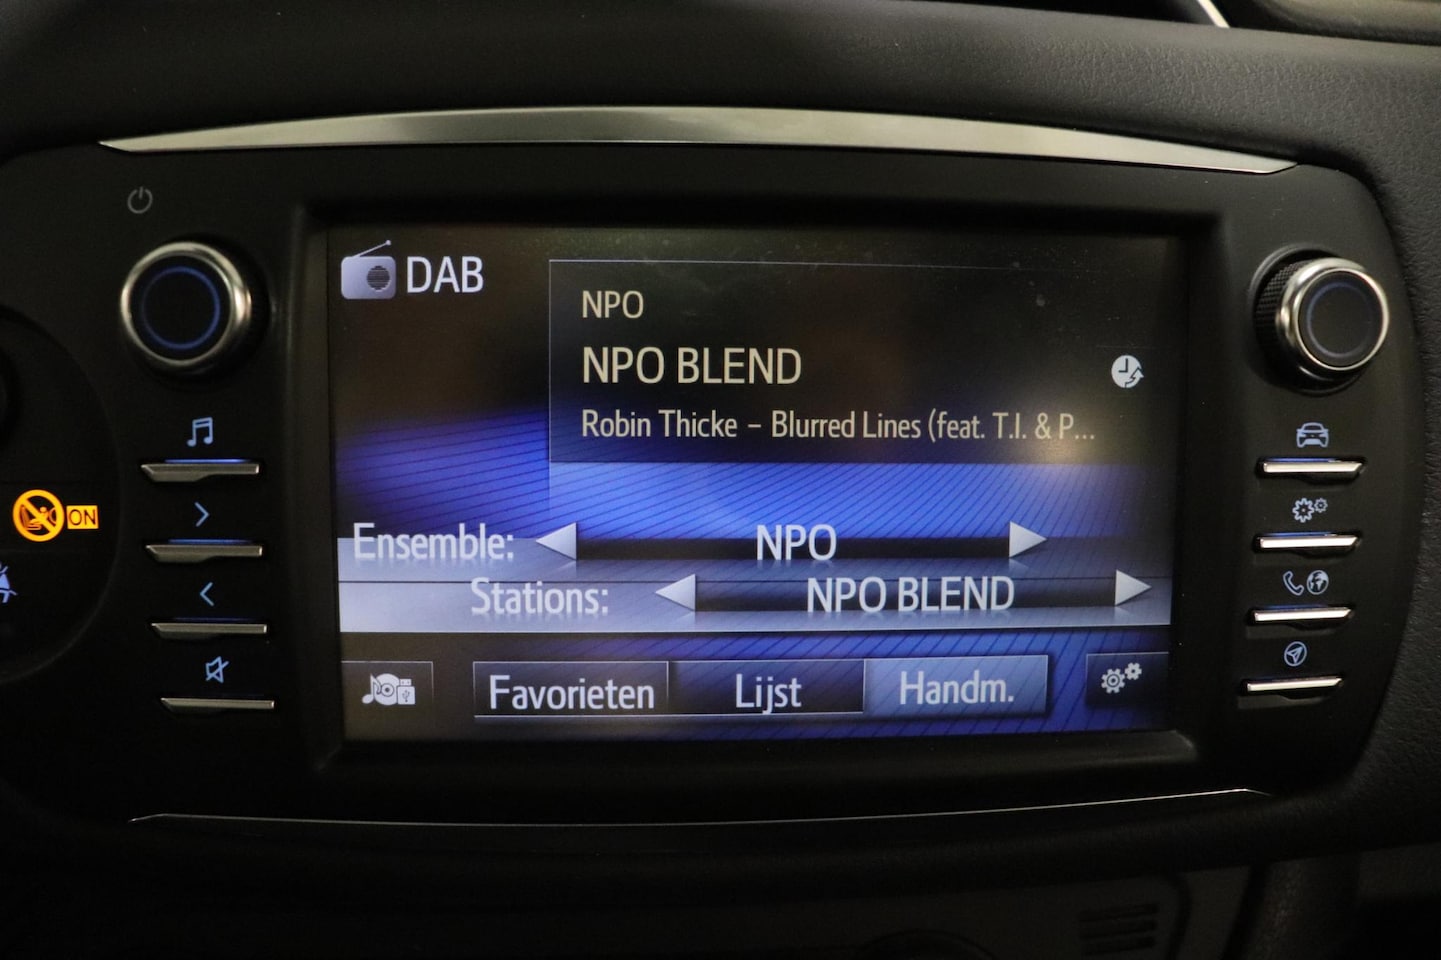 DAB
NPO
NPO BLEND
Robin Thicke – Blurred Lines (feat. T.I. & P...
ON
Ensemble: NPO
Stations: NPO BLEND
Favorieten Lijst Handm.